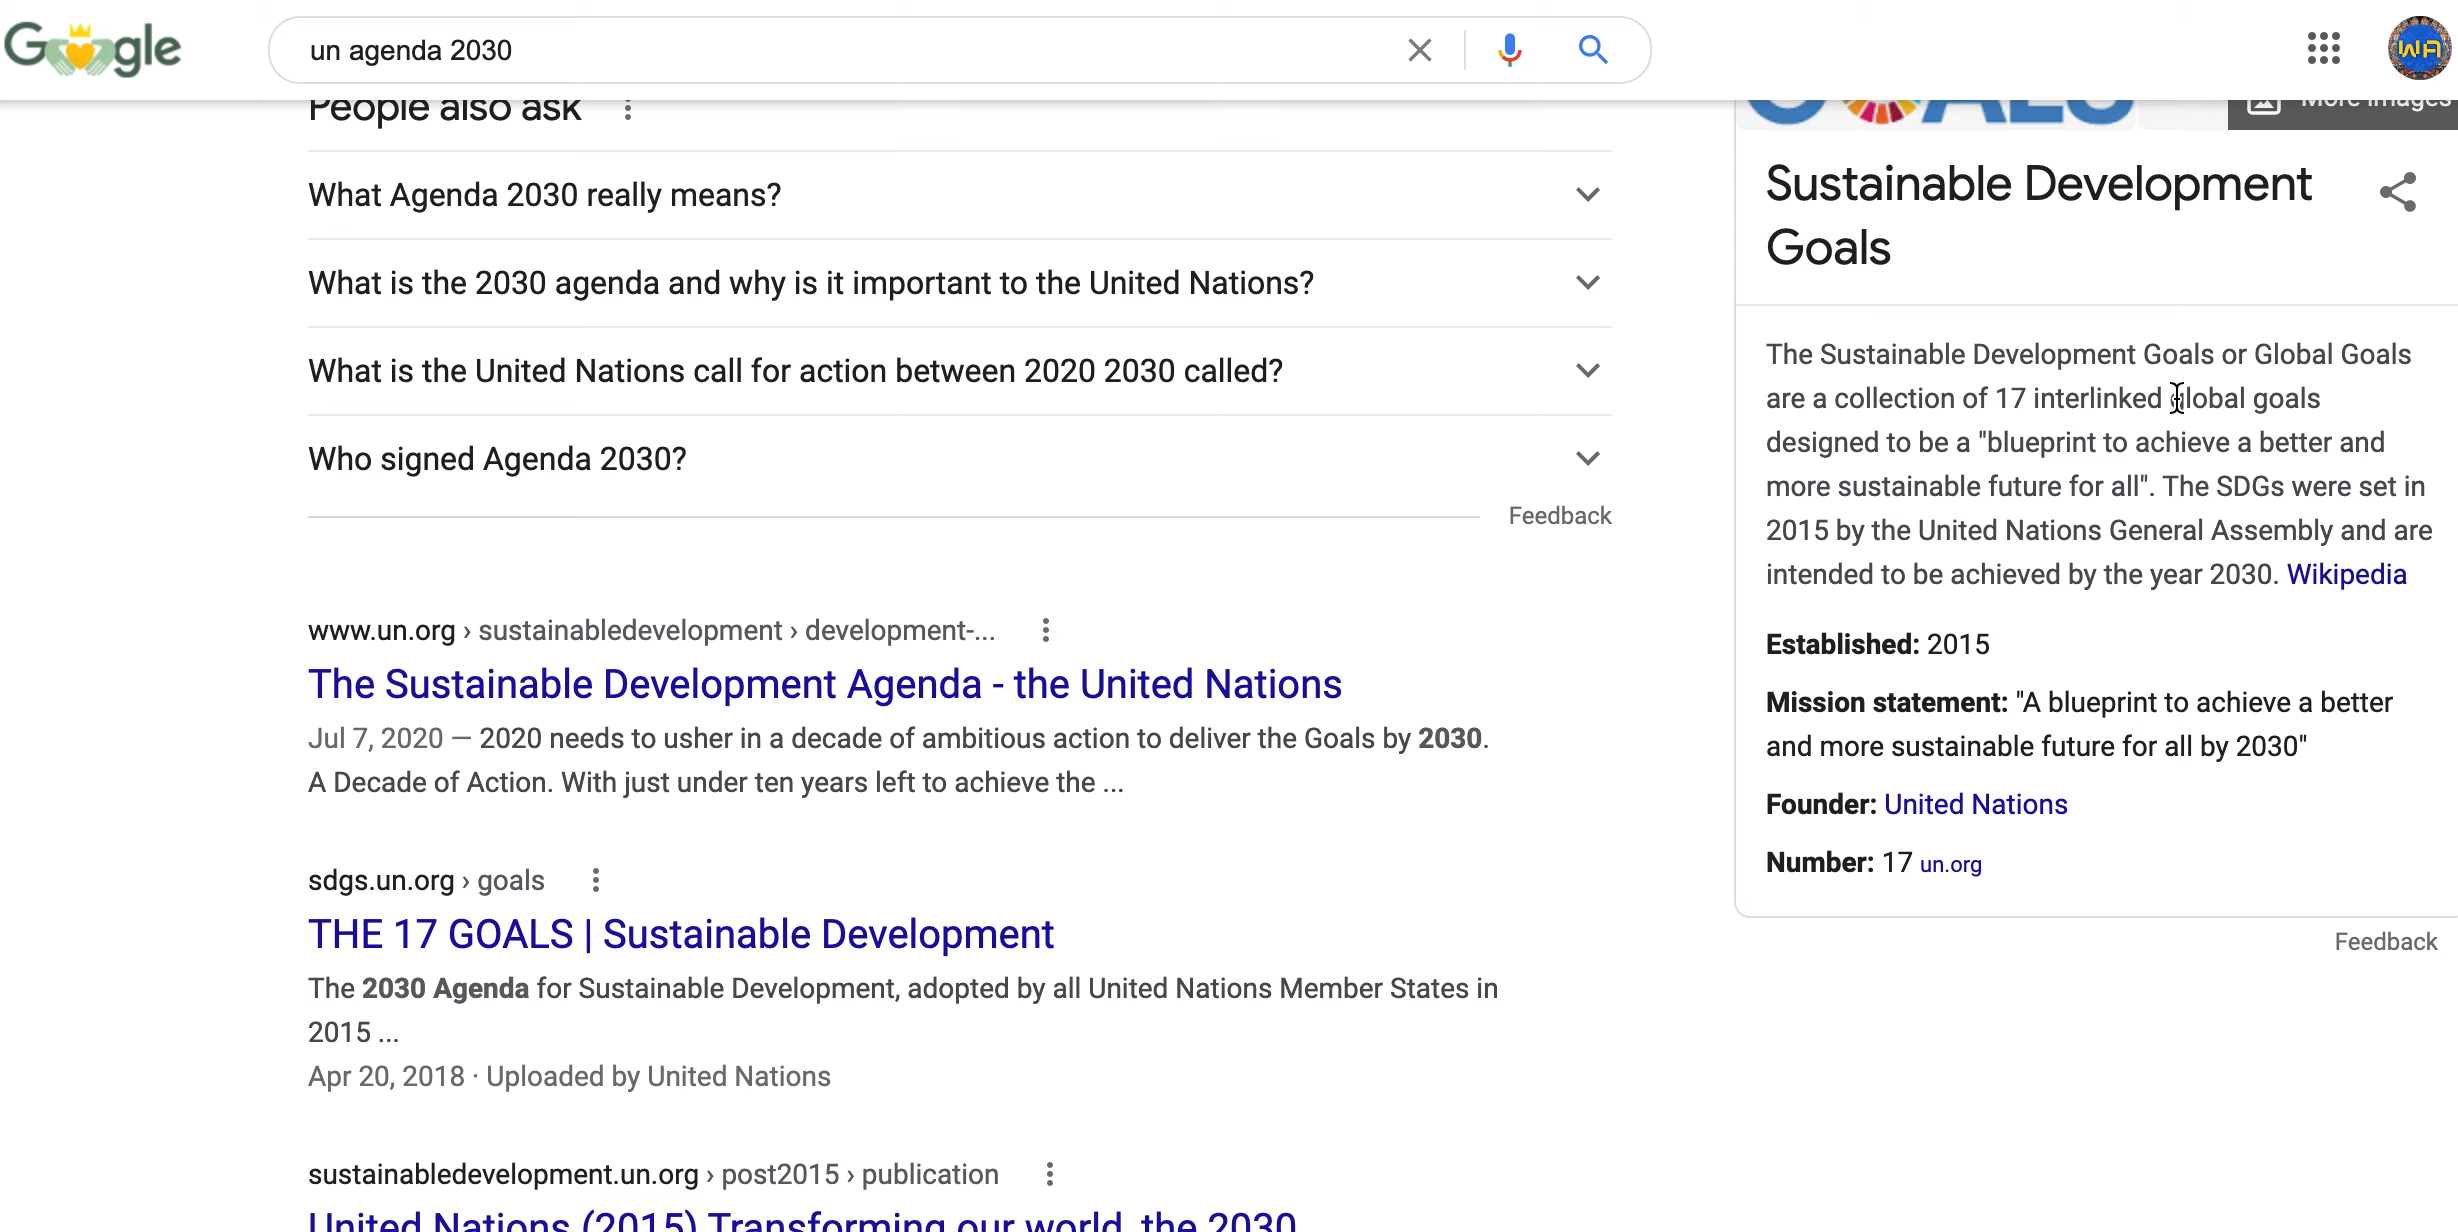 Google
un agenda 2030
WA
People also ask
What Agenda 2030 really means?
What is the 2030 agenda and why is it important to the United Nations?
What is the United Nations call for action between 2020 2030 called?
Who signed Agenda 2030?
Feedback
www.un.org › sustainabledevelopment › development-...
The Sustainable Development Agenda - the United Nations
Jul 7, 2020 — 2020 needs to usher in a decade of ambitious action to deliver the Goals by 2030.
A Decade of Action. With just under ten years left to achieve the ...
sdgs.un.org › goals
THE 17 GOALS | Sustainable Development
The 2030 Agenda for Sustainable Development, adopted by all United Nations Member States in
2015 ...
Apr 20, 2018 · Uploaded by United Nations
sustainabledevelopment.un.org › post2015 › publication
United Nations (2015) Transforming our world, the 2030
GOALS
More images
Sustainable Development
Goals
The Sustainable Development Goals or Global Goals
are a collection of 17 interlinked global goals
designed to be a "blueprint to achieve a better and
more sustainable future for all". The SDGs were set in
2015 by the United Nations General Assembly and are
intended to be achieved by the year 2030. Wikipedia
Established: 2015
Mission statement: "A blueprint to achieve a better
and more sustainable future for all by 2030"
Founder: United Nations
Number: 17 un.org
Feedback